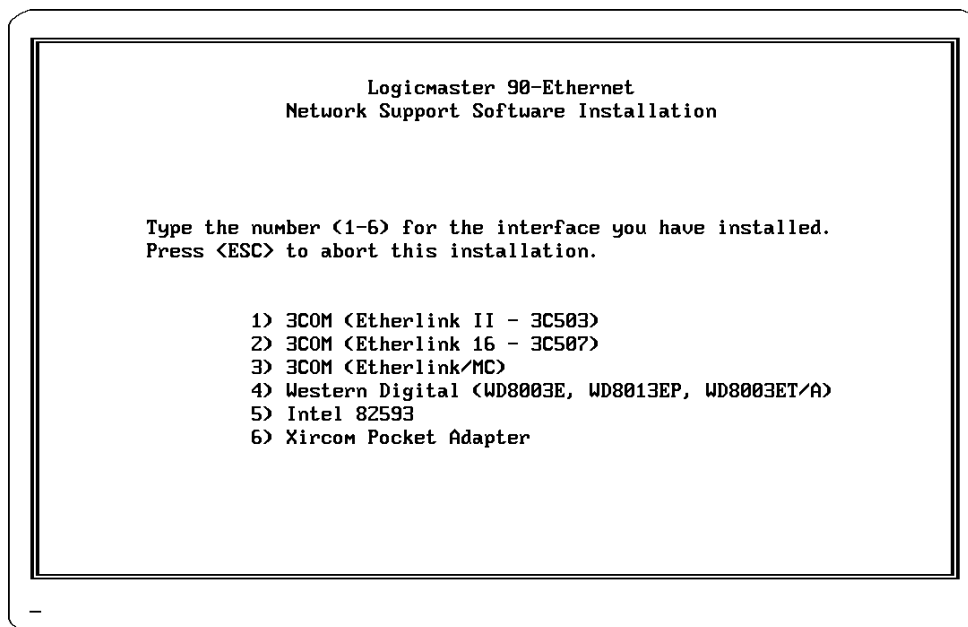 Logicmaster 90-Ethernet
Network Support Software Installation
Type the number (1-6) for the interface you have installed.
Press <ESC> to abort this installation.
1) 3COM (Etherlink II - 3C503)
2) 3COM (Etherlink 16 - 3C507)
3) 3COM (Etherlink/MC)
4) Western Digital (WD8003E, WD8013EP, WD8003ET/A)
5) Intel 82593
6) Xircom Pocket Adapter
_